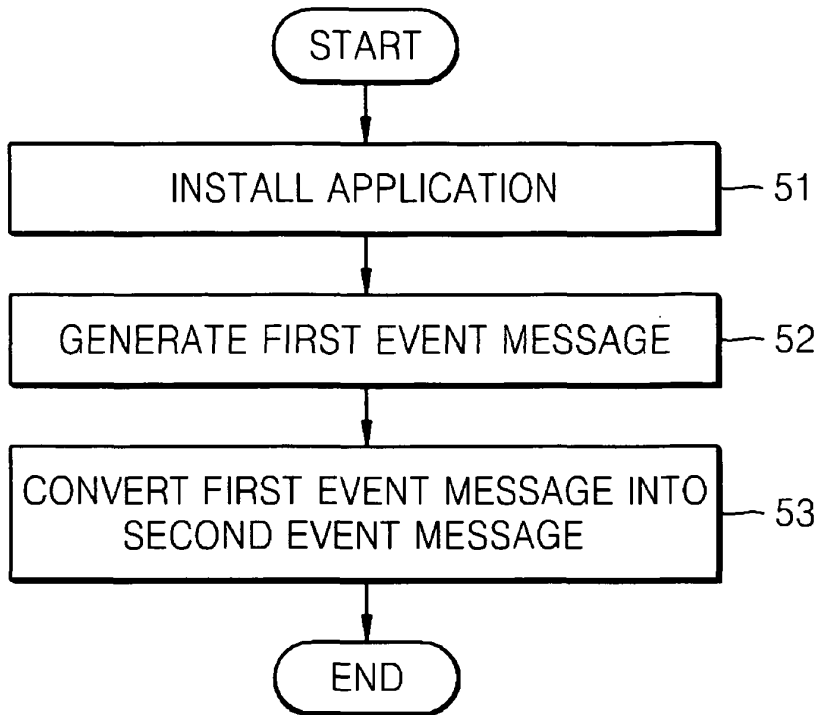 START
INSTALL APPLICATION
51
GENERATE FIRST EVENT MESSAGE
52
CONVERT FIRST EVENT MESSAGE INTO
SECOND EVENT MESSAGE
53
END